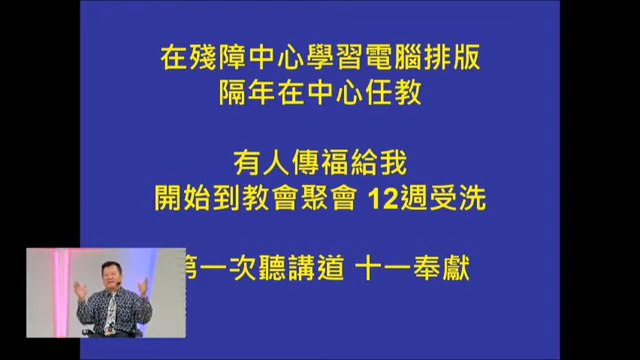 在殘障中心學習電腦排版
隔年在中心任教
有人傳福給我
開始到教會聚會 12週受洗
第一次聽講道 十一奉獻